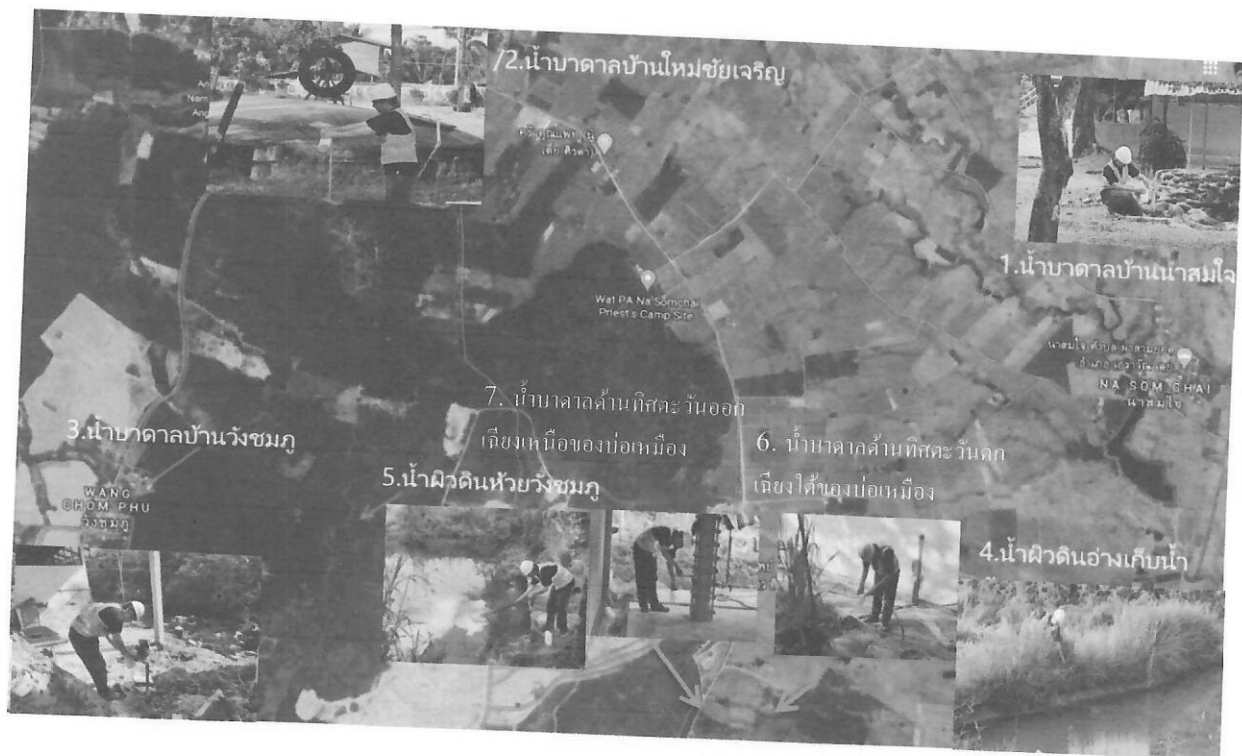 /2.น้ำบาดาลบ้านใหม่ชัยเจริญ
1.น้ำบาดาลบ้านนาสมใจ
Wat PA Na Somchai
Priest's Camp Site
NA SOM CHAI
นาสมใจ
7. น้ำบาดาลด้านทิศตะวันออก
เฉียงเหนือของบ่อเหมือง
3.น้ำบาดาลบ้านวังชมภู
6. น้ำบาดาลด้านทิศตะวันตก
เฉียงใต้ของบ่อเหมือง
5.น้ำผิวดินห้วยวังชมภู
WANG
CHOM PHU
วังชมภู
4.น้ำผิวดินอ่างเก็บน้ำ